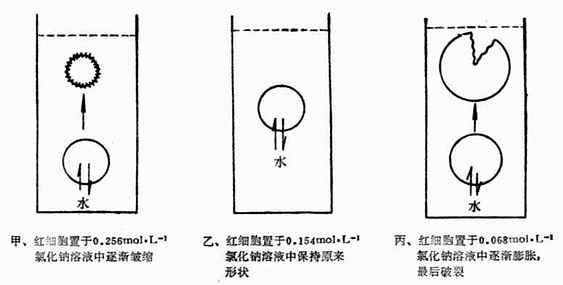 水
水
水
甲、红细胞置于0.256mol·L⁻¹
氯化钠溶液中逐渐皱缩
乙、红细胞置于0.154mol·L⁻¹
氯化钠溶液中保持原来
形状
丙、红细胞置于0.068mol·L⁻¹
氯化钠溶液中逐渐膨胀，
最后破裂